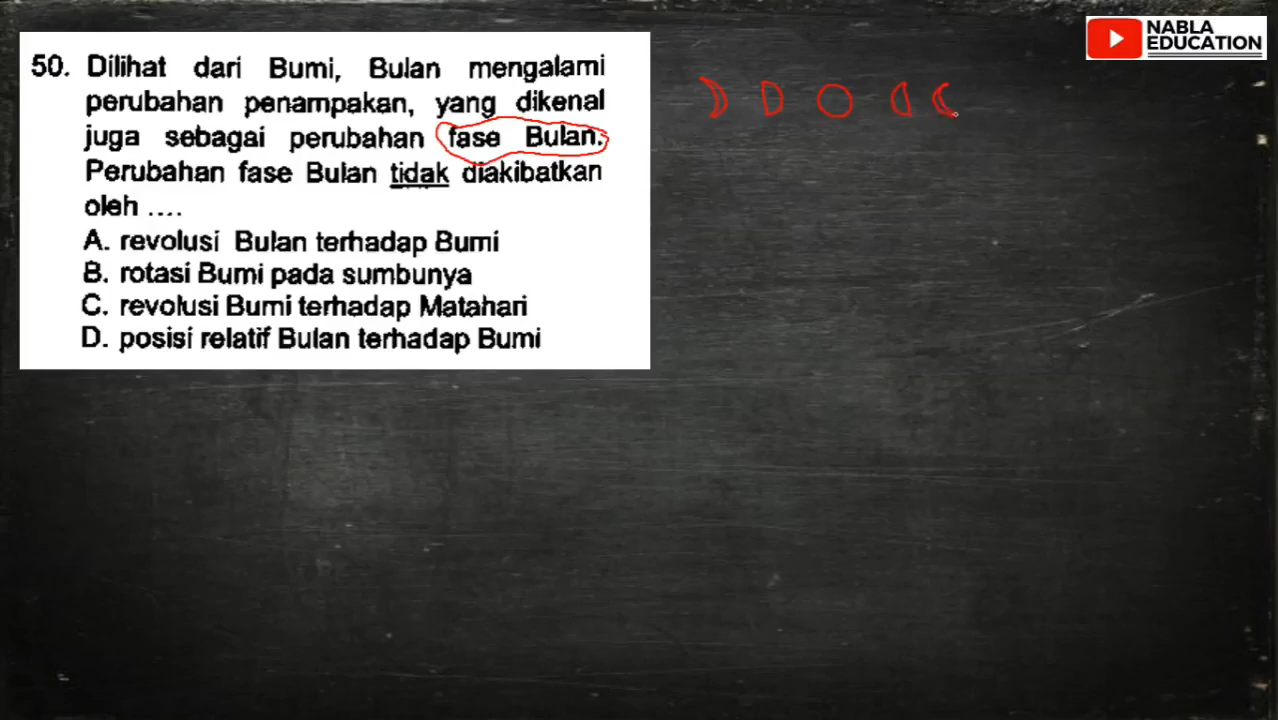 NABLA
EDUCATION
50. Dilihat dari Bumi, Bulan mengalami
perubahan penampakan, yang dikenal
juga sebagai perubahan fase Bulan.
Perubahan fase Bulan tidak diakibatkan
oleh ....
A. revolusi Bulan terhadap Bumi
B. rotasi Bumi pada sumbunya
C. revolusi Bumi terhadap Matahari
D. posisi relatif Bulan terhadap Bumi